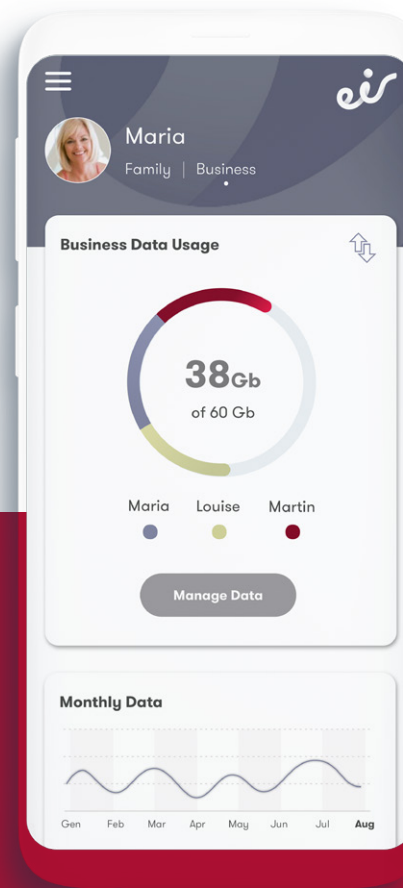 eir
Maria
Family | Business
Business Data Usage
38Gb
of 60 Gb
Maria Louise Martin
Manage Data
Monthly Data
Gen Feb Mar Apr May Jun Jul Aug